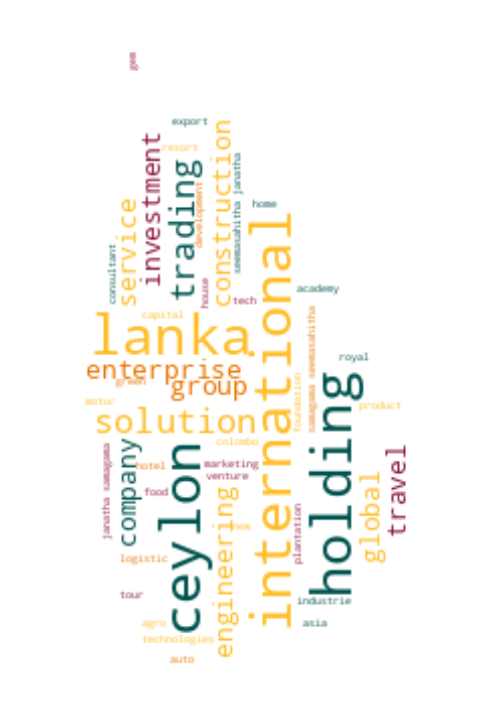 gem
export
resort
investment
trading
construction
development
seemasahitha janatha
service
consultant
home
house
tech
international
academy
capital
lanka
samagama seemasahitha
royal
enterprise
green
group
holding
foundation
motor
product
solution
colombo
company
janatha samagama
ceylon
hotel
marketing
venture
travel
global
food
engineering
plantation
logistic
tour
industrie
agro
asia
technologies
auto